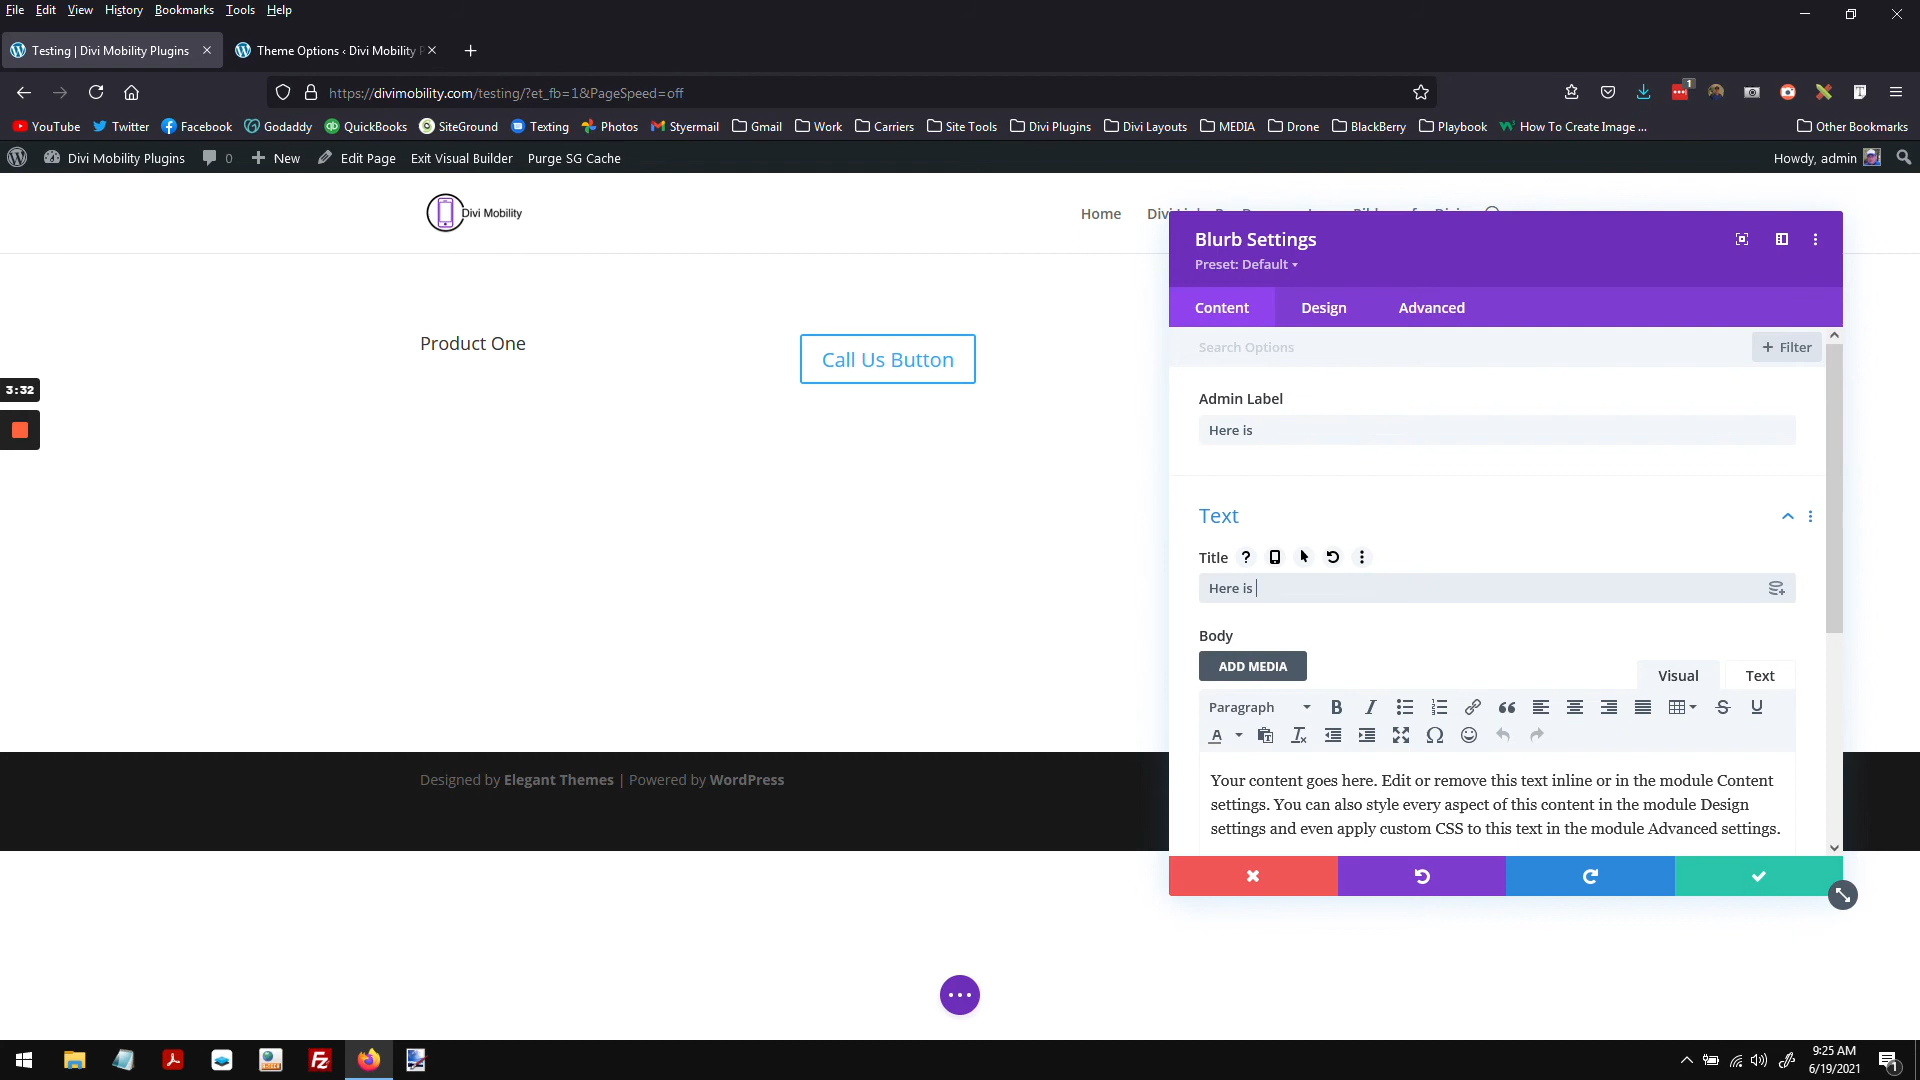 File Edit View History Bookmarks Tools Help
Testing | Divi Mobility Plugins
Theme Options ‹ Divi Mobility P
https://divimobility.com/testing/?et_fb=1&PageSpeed=off
1
YouTube Twitter Facebook Godaddy QuickBooks SiteGround Texting Photos Styermail Gmail Work Carriers Site Tools Divi Plugins Divi Layouts MEDIA Drone BlackBerry Playbook How To Create Image ... Other Bookmarks
Divi Mobility Plugins 0 New Edit Page Exit Visual Builder Purge SG Cache Howdy, admin
Divi Mobility
Home
Blurb Settings
Preset: Default
Content Design Advanced
Search Options
+ Filter
Product One
Call Us Button
3:32
Admin Label
Here is
Text
Title ?
Here is
Body
ADD MEDIA
Visual Text
Paragraph
Your content goes here. Edit or remove this text inline or in the module Content
settings. You can also style every aspect of this content in the module Design
settings and even apply custom CSS to this text in the module Advanced settings.
Designed by Elegant Themes | Powered by WordPress
9:25 AM
6/19/2021
1